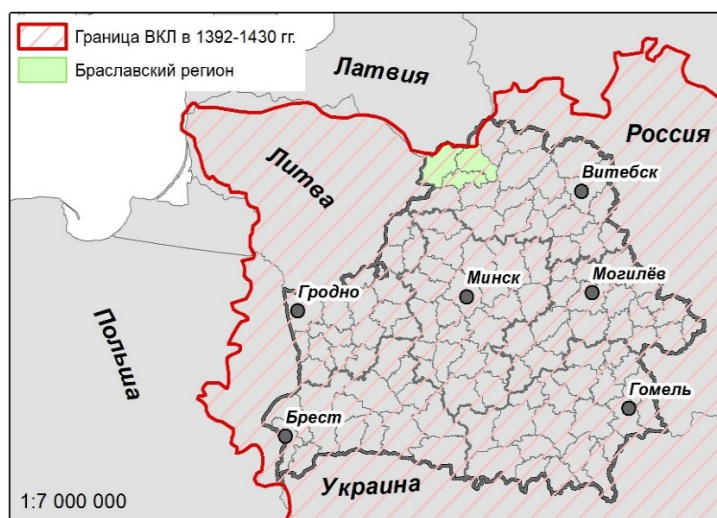 Граница ВКЛ в 1392-1430 гг.
Браславский регион
Латвия
Россия
Литва
Витебск
Минск
Могилёв
Гродно
Польша
Гомель
Брест
Украина
1:7 000 000